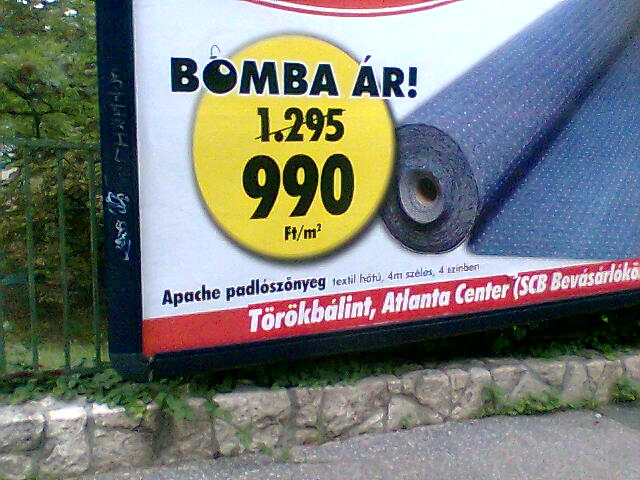 BOMBA ÁR!
1.295
990
Ft/m²
Apache padlószőnyeg textil hátú, 4m széles, 4 színben
Törökbálint, Atlanta Center (SCB Bevásárlókö